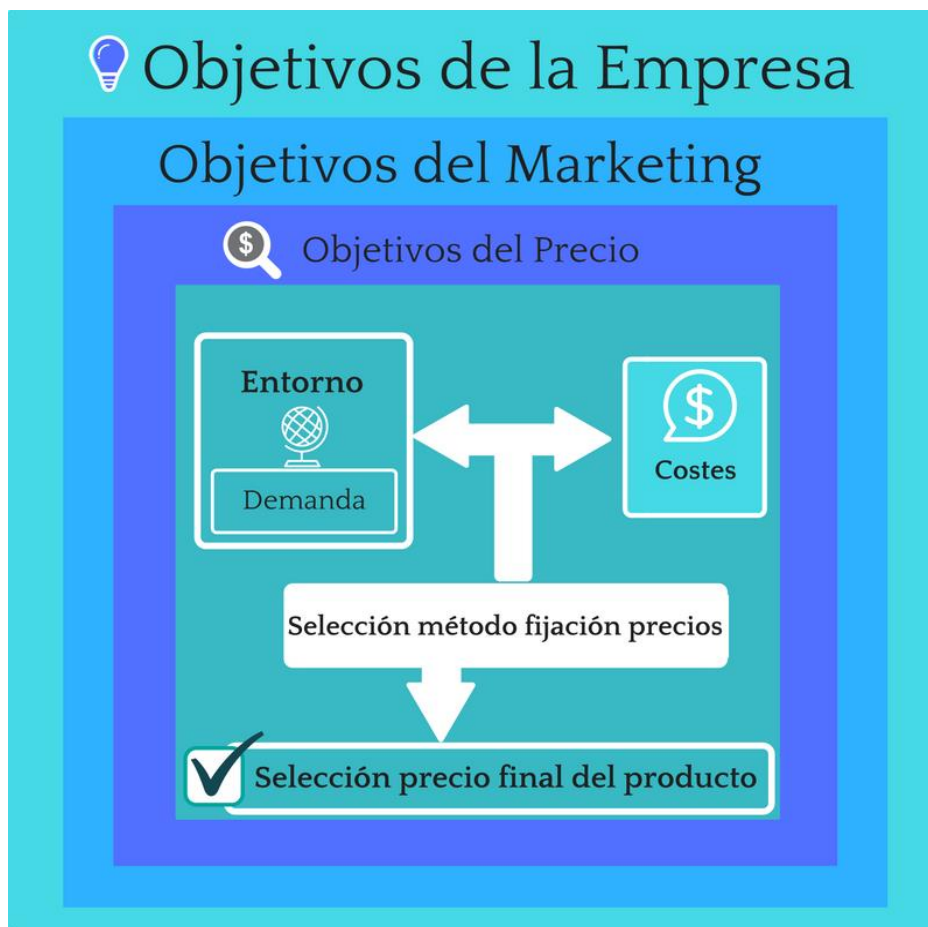 Objetivos de la Empresa
Objetivos del Marketing
$ Objetivos del Precio
Entorno
Demanda
$
Costes
Selección método fijación precios
Selección precio final del producto